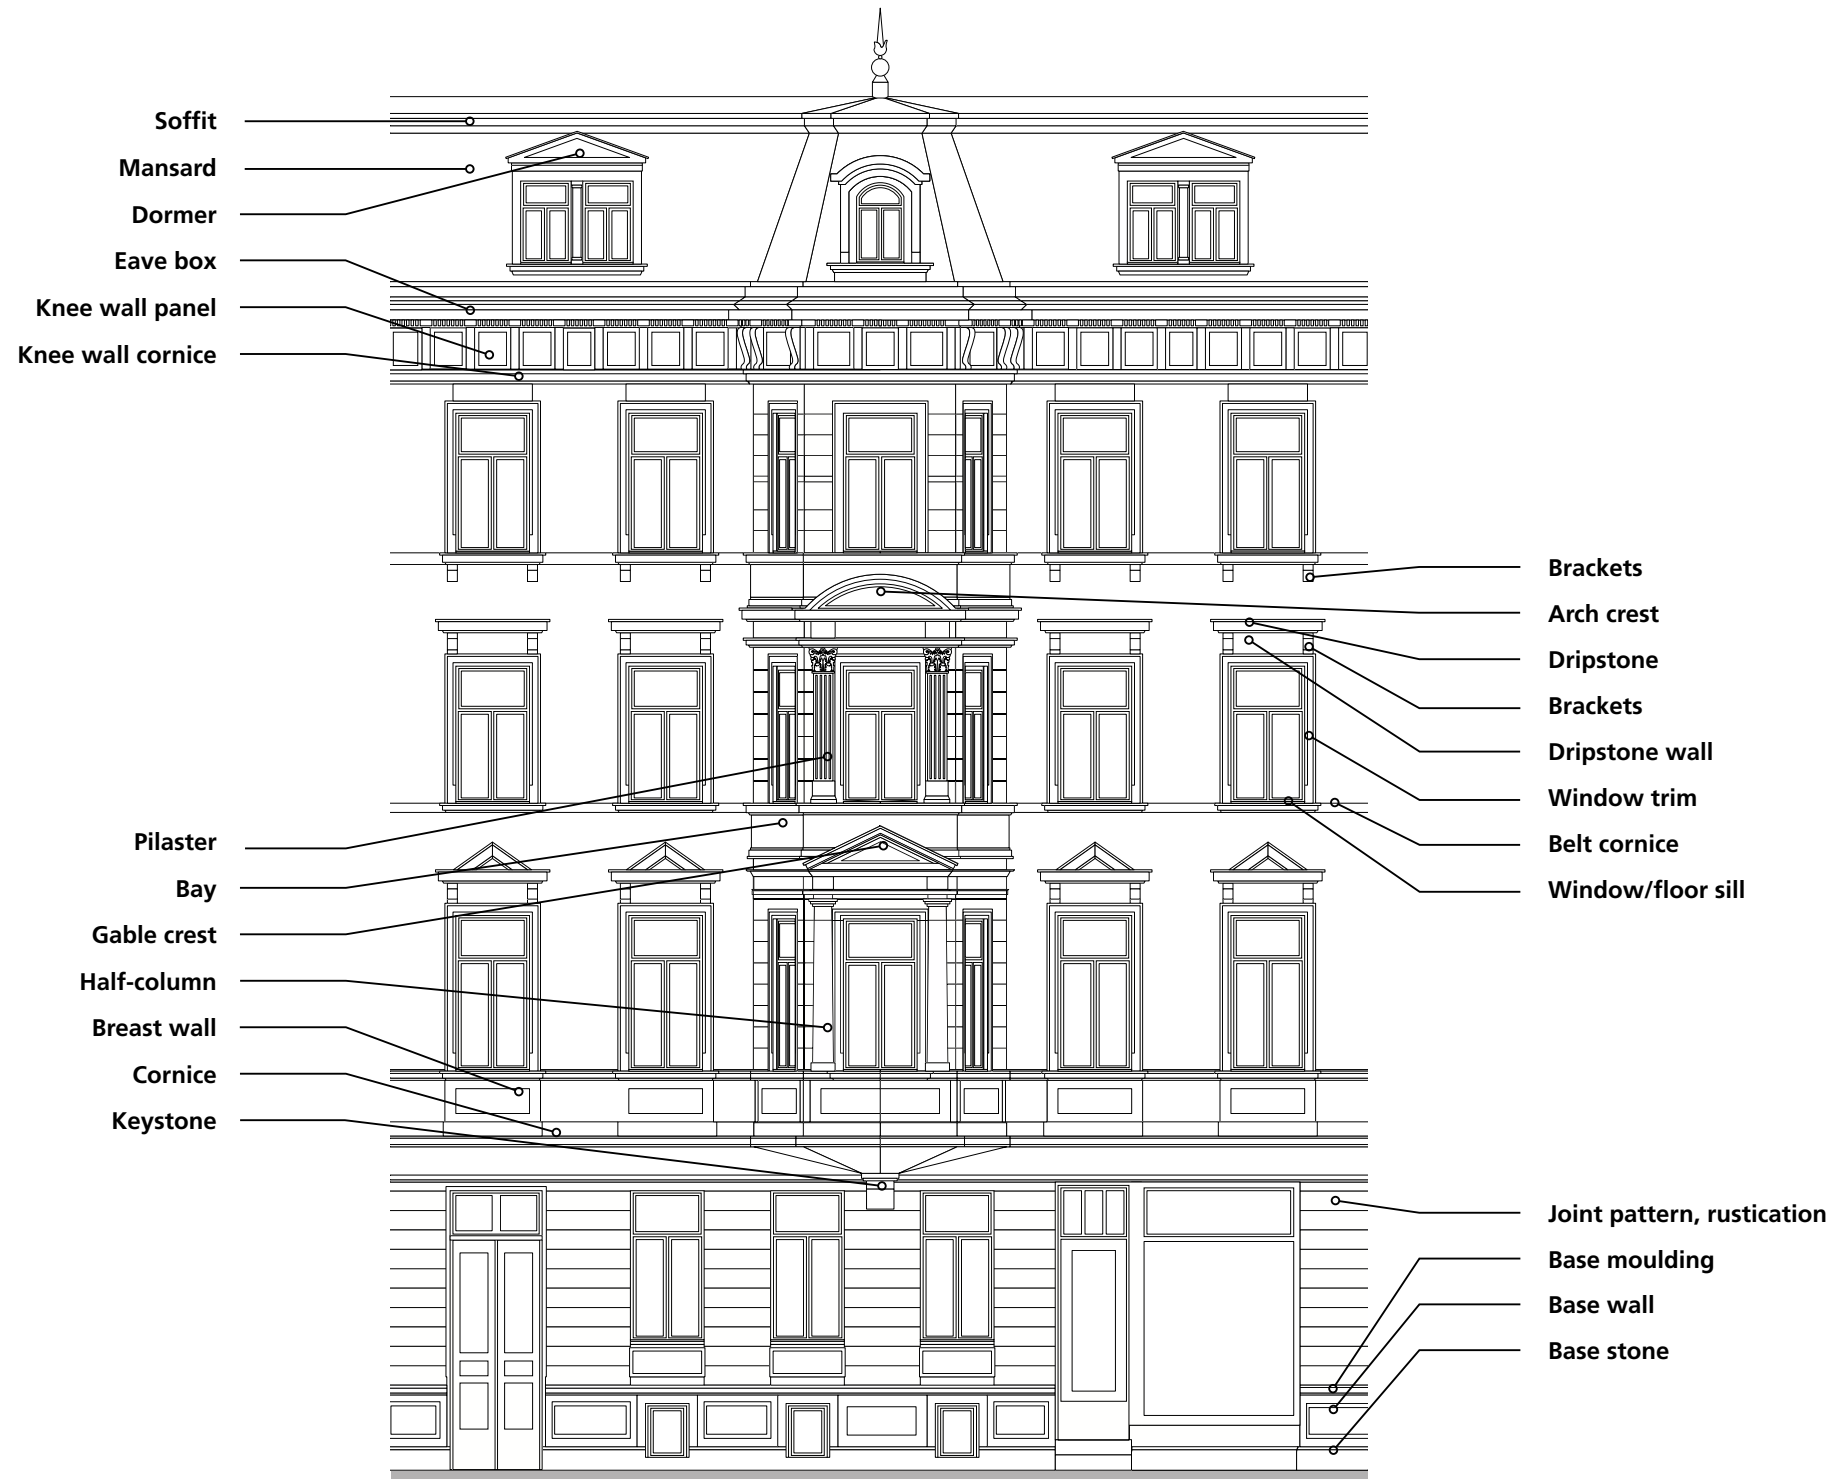 Soffit
Mansard
Dormer
Eave box
Knee wall panel
Knee wall cornice
Pilaster
Bay
Gable crest
Half-column
Breast wall
Cornice
Keystone
Brackets
Arch crest
Dripstone
Brackets
Dripstone wall
Window trim
Belt cornice
Window/floor sill
Joint pattern, rustication
Base moulding
Base wall
Base stone